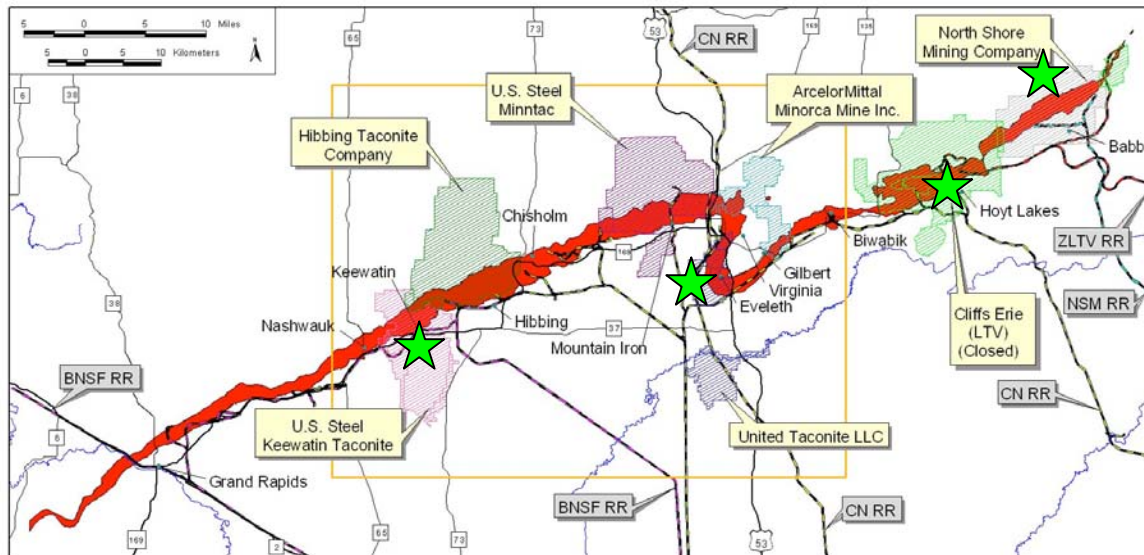 5 0 5 10 Miles
5 0 5 10 Kilometers
N
65
73
53
CN RR
169
135
North Shore
Mining Company
6
38
U.S. Steel
Minntac
ArcelorMittal
Minorca Mine Inc.
Hibbing Taconite
Company
Babb
Chisholm
Hoyt Lakes
Keewatin
169
Biwabik
ZLTV RR
Gilbert
Virginia
38
Nashwauk
Hibbing
37
Eveleth
NSM RR
Mountain Iron
Cliffs Erie
(LTV)
(Closed)
BNSF RR
CN RR
6
U.S. Steel
Keewatin Taconite
United Taconite LLC
Grand Rapids
BNSF RR
CN RR
169
2
65
73
53